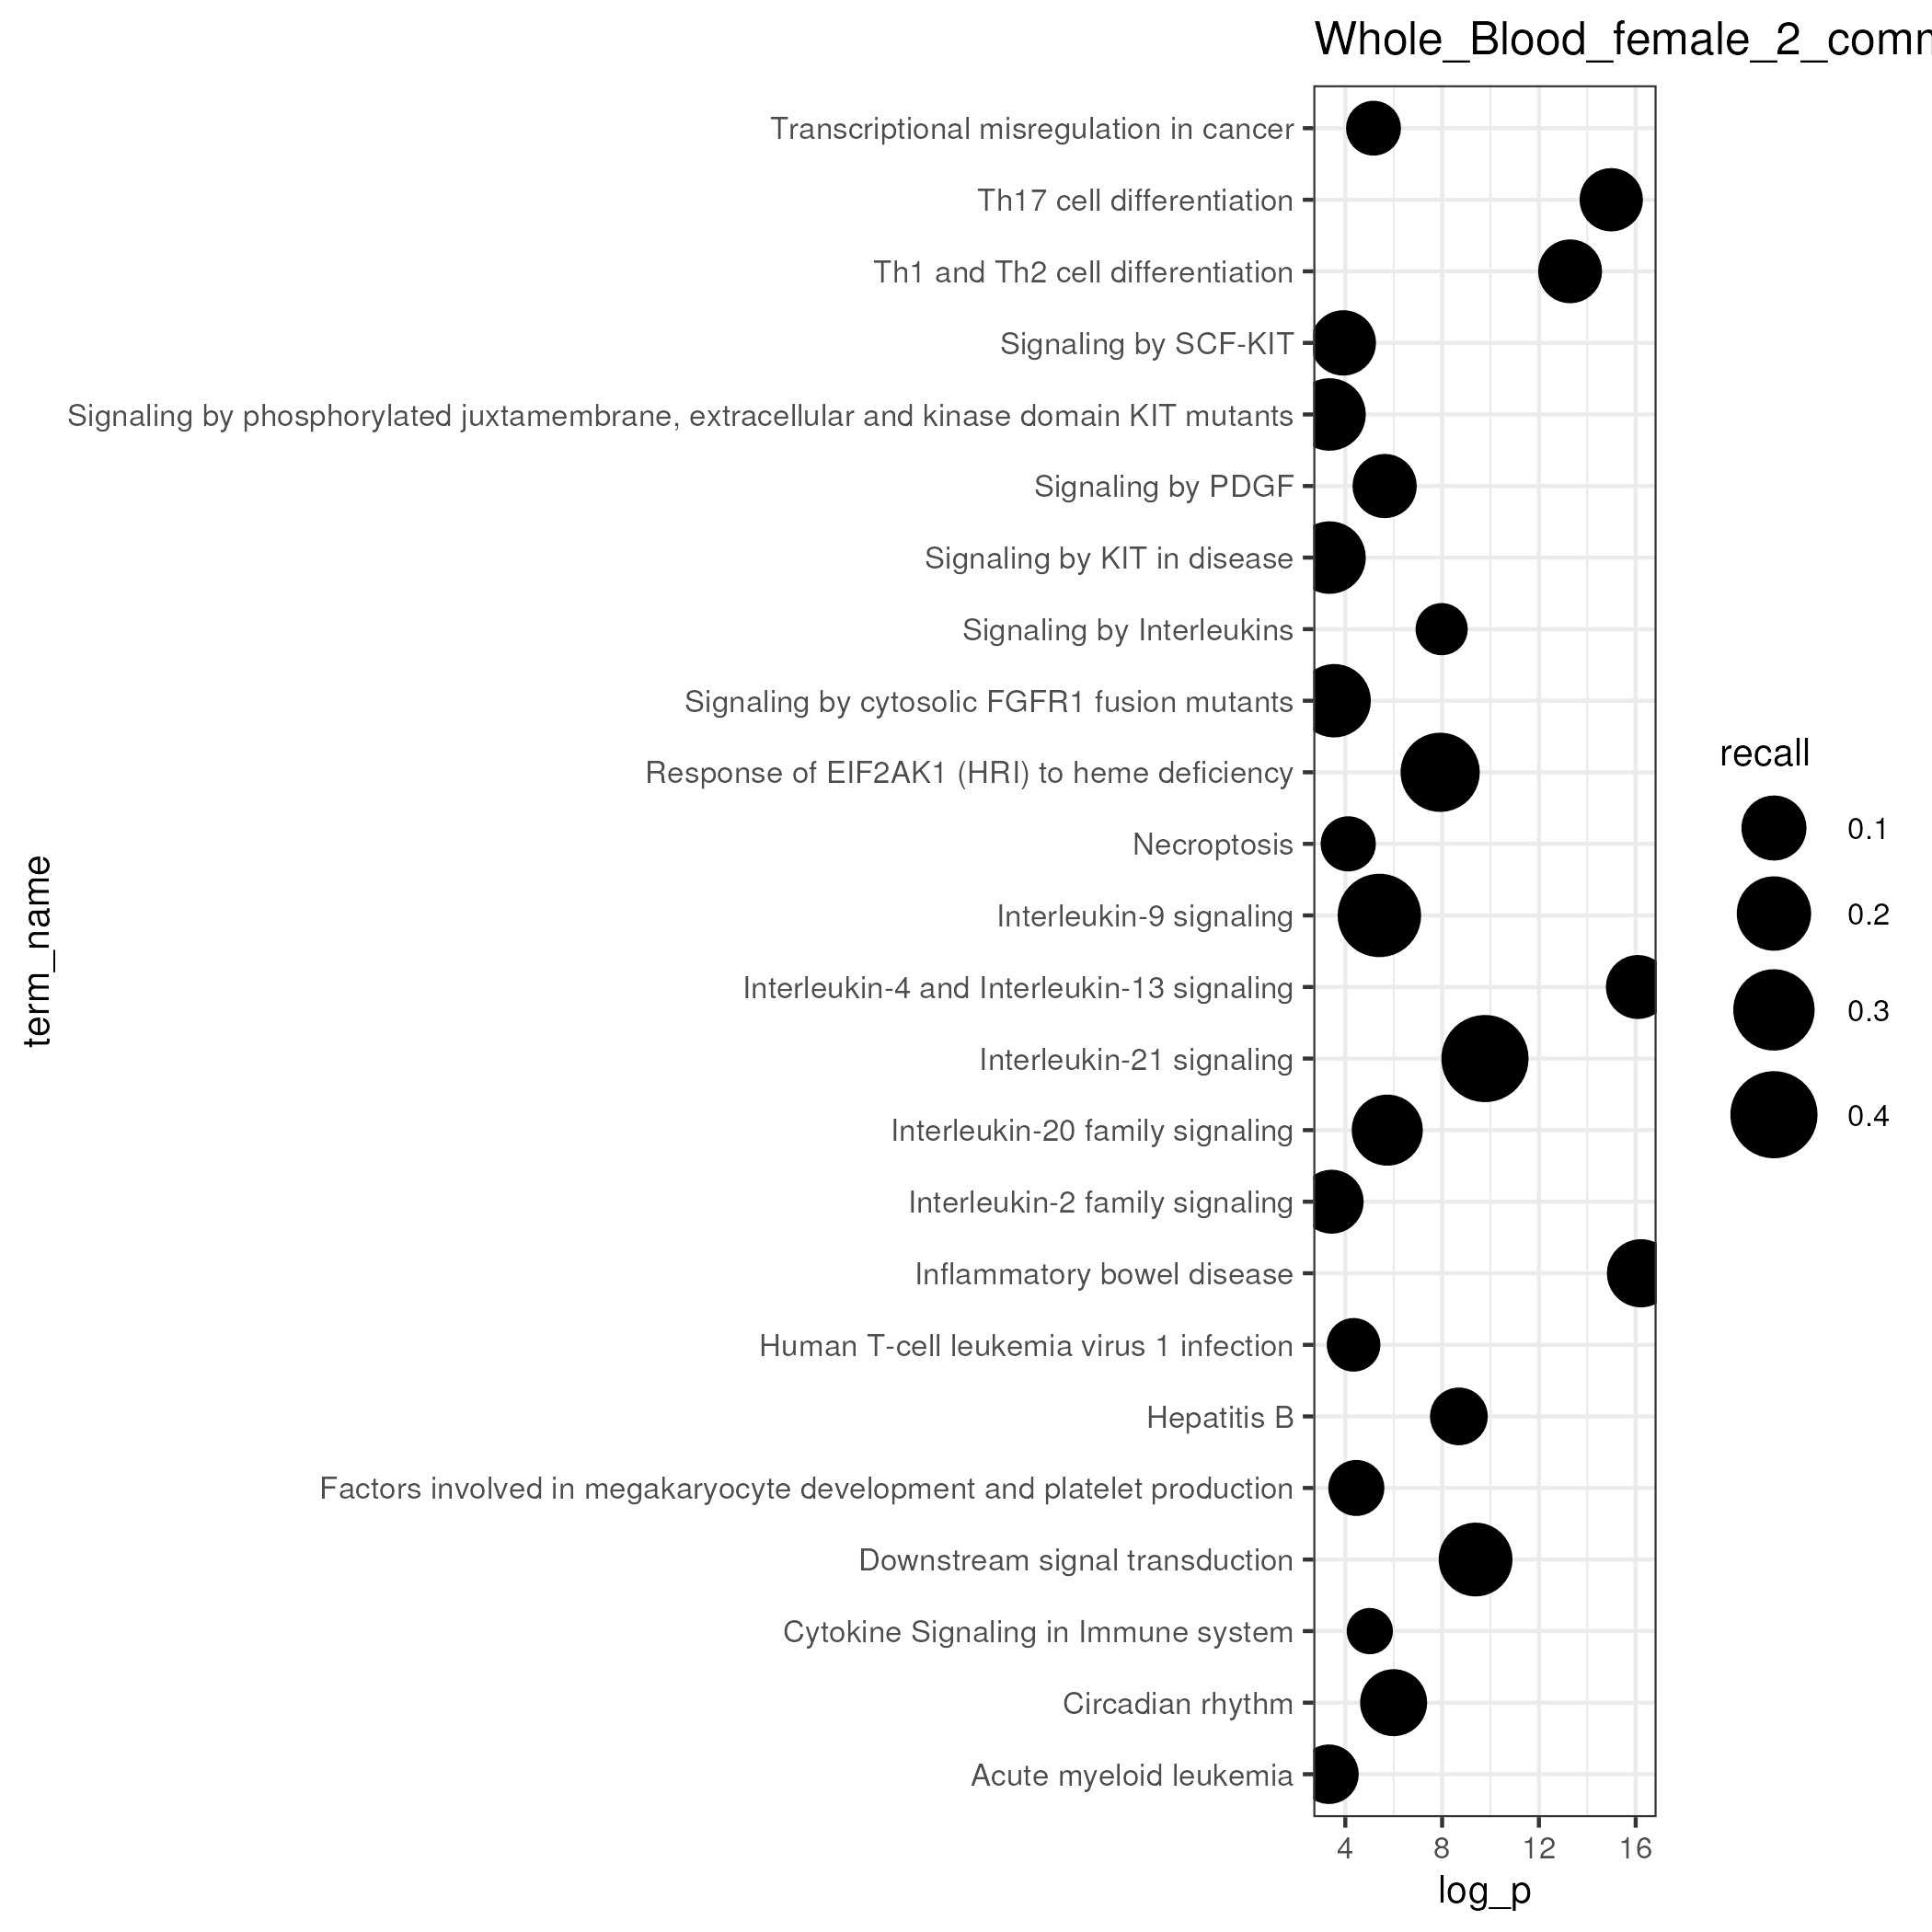 Whole_Blood_female_2_comm
Transcriptional misregulation in cancer
Th17 cell differentiation
Th1 and Th2 cell differentiation
Signaling by SCF-KIT
Signaling by phosphorylated juxtamembrane, extracellular and kinase domain KIT mutants
Signaling by PDGF
Signaling by KIT in disease
Signaling by Interleukins
Signaling by cytosolic FGFR1 fusion mutants
Response of EIF2AK1 (HRI) to heme deficiency
Necroptosis
Interleukin-9 signaling
Interleukin-4 and Interleukin-13 signaling
Interleukin-21 signaling
Interleukin-20 family signaling
Interleukin-2 family signaling
Inflammatory bowel disease
Human T-cell leukemia virus 1 infection
Hepatitis B
Factors involved in megakaryocyte development and platelet production
Downstream signal transduction
Cytokine Signaling in Immune system
Circadian rhythm
Acute myeloid leukemia
term_name
4 8 12 16
log_p
recall
0.1
0.2
0.3
0.4